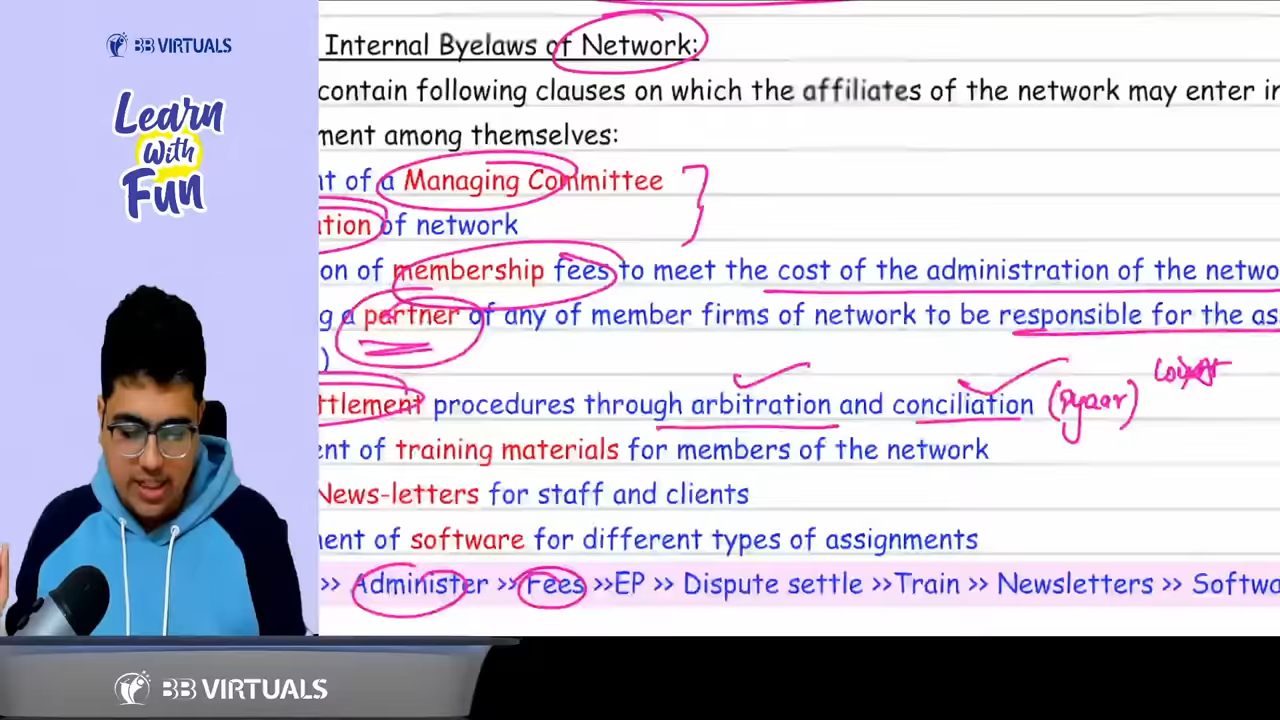 BB VIRTUALS
Learn
With
Fun
Internal Byelaws of Network:
contain following clauses on which the affiliates of the network may enter in
ment among themselves:
nt of a Managing Committee
ation of network
on of membership fees to meet the cost of the administration of the netwo
g a partner of any of member firms of network to be responsible for the as
)
ttlement procedures through arbitration and conciliation (Pyaar)
ent of training materials for members of the network
News-letters for staff and clients
ment of software for different types of assignments
>> Administer >> Fees >>EP >> Dispute settle >>Train >> Newsletters >> Softwa
BB VIRTUALS